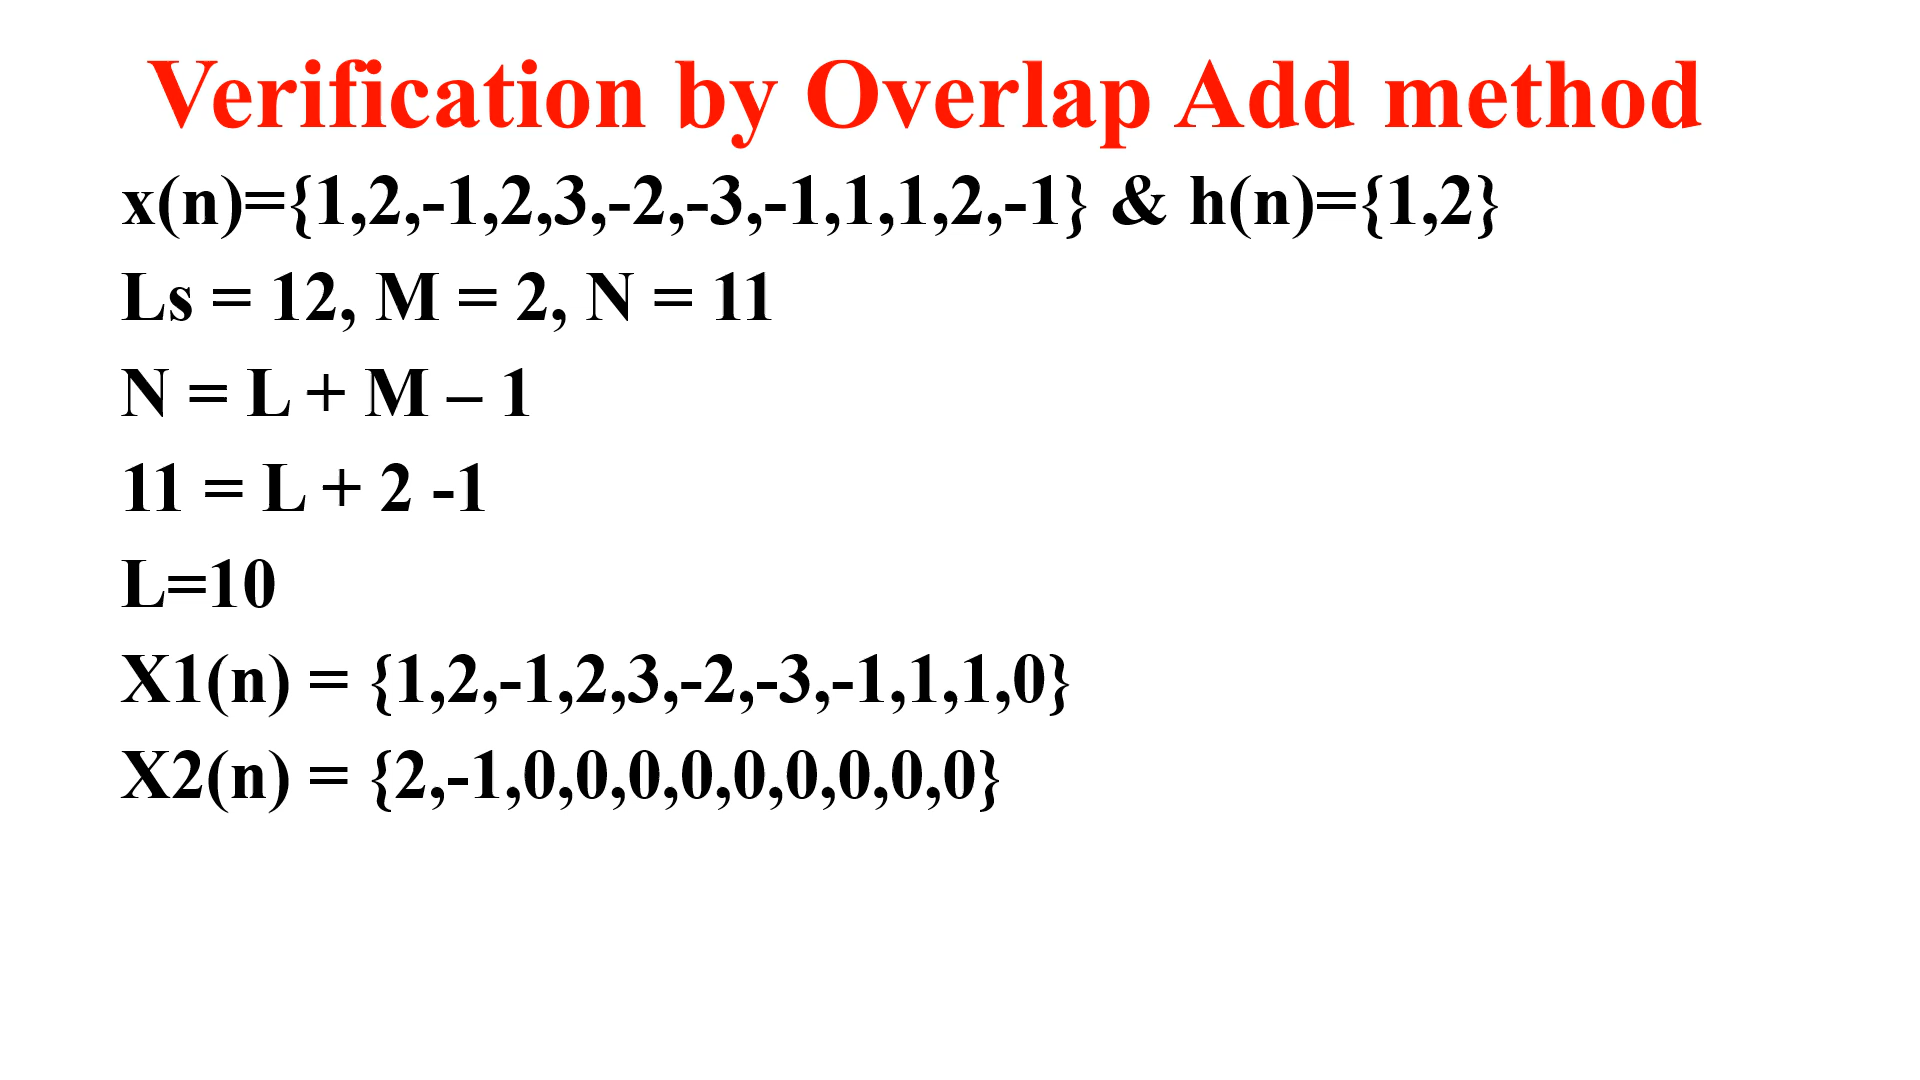 Verification by Overlap Add method
x(n)={1,2,-1,2,3,-2,-3,-1,1,1,2,-1} & h(n)={1,2}
Ls = 12, M = 2, N = 11
N = L + M – 1
11 = L + 2 -1
L=10
X1(n) = {1,2,-1,2,3,-2,-3,-1,1,1,0}
X2(n) = {2,-1,0,0,0,0,0,0,0,0,0}